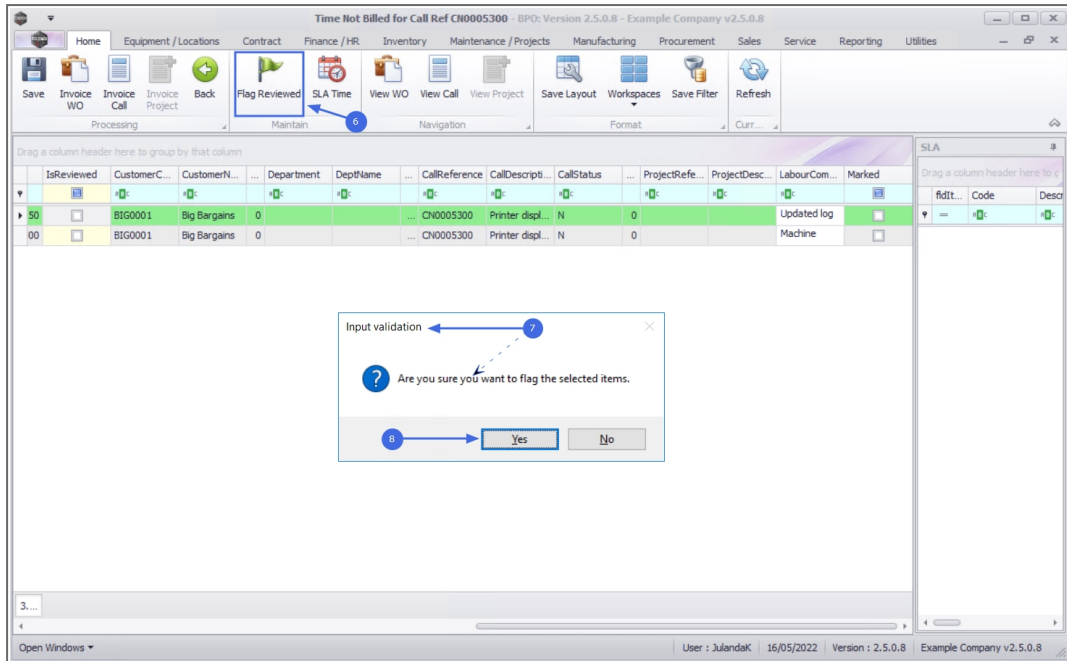 Time Not Billed for Call Ref CN0005300 - BPO: Version 2.5.0.8 - Example Company v2.5.0.8
Home Equipment / Locations Contract Finance / HR Inventory Maintenance / Projects Manufacturing Procurement Sales Service Reporting Utilities
Save Invoice WO Invoice Call Invoice Project Back Flag Reviewed SLA Time View WO View Call View Project Save Layout Workspaces Save Filter Refresh
6
Processing Maintain Navigation Format Curr...
Drag a column header here to group by that column
SLA
Drag a column header here to g
IsReviewed CustomerC... CustomerN... ... Department DeptName ... CallReference CallDescripti... CallStatus ... ProjectRefe... ProjectDesc... LabourCom... Marked
fldIt... Code Descr
50 BIG0001 Big Bargains 0 ... CN0005300 Printer displ... N 0 Updated log
00 BIG0001 Big Bargains 0 ... CN0005300 Printer displ... N 0 Machine
Input validation
7
? Are you sure you want to flag the selected items.
8
Yes No
3....
Open Windows User : JulandaK 16/05/2022 Version : 2.5.0.8 Example Company v2.5.0.8